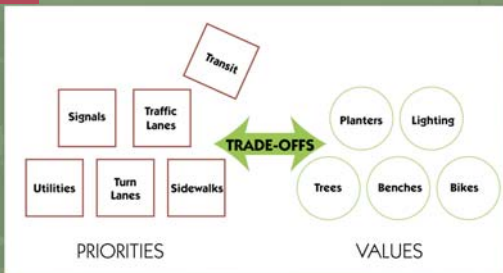 Transit
Signals
Traffic
Lanes
Utilities
Turn
Lanes
Sidewalks
TRADE-OFFS
Planters
Lighting
Trees
Benches
Bikes
PRIORITIES
VALUES